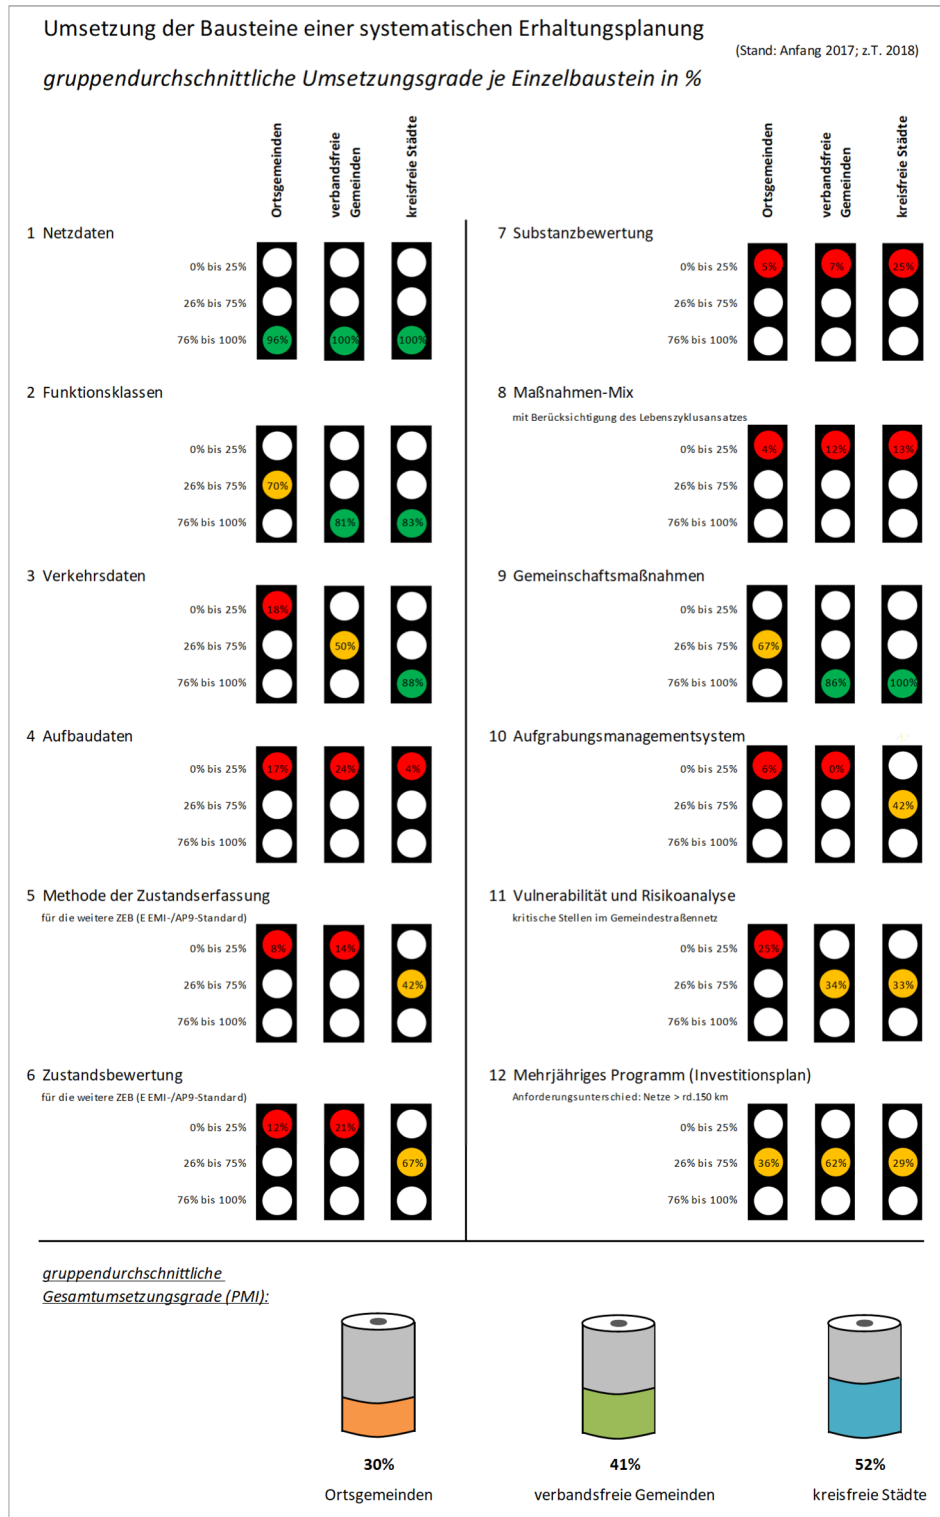 Umsetzung der Bausteine einer systematischen Erhaltungsplanung
(Stand: Anfang 2017; z.T. 2018)
gruppendurchschnittliche Umsetzungsgrade je Einzelbaustein in %
Ortsgemeinden
verbandsfreie
Gemeinden
kreisfreie Städte
1 Netzdaten
0% bis 25%
26% bis 75%
76% bis 100%
96% 100% 100%
2 Funktionsklassen
0% bis 25%
26% bis 75%
70%
76% bis 100%
81% 83%
3 Verkehrsdaten
0% bis 25%
18%
26% bis 75%
50%
76% bis 100%
88%
4 Aufbaudaten
0% bis 25%
17% 24% 4%
26% bis 75%
76% bis 100%
5 Methode der Zustandserfassung
für die weitere ZEB (E EMI-/AP9-Standard)
0% bis 25%
8% 14%
26% bis 75%
42%
76% bis 100%
6 Zustandsbewertung
für die weitere ZEB (E EMI-/AP9-Standard)
0% bis 25%
12% 21%
26% bis 75%
67%
76% bis 100%
Ortsgemeinden
verbandsfreie
Gemeinden
kreisfreie Städte
7 Substanzbewertung
0% bis 25%
5% 7% 25%
26% bis 75%
76% bis 100%
8 Maßnahmen-Mix
mit Berücksichtigung des Lebenszyklusansatzes
0% bis 25%
4% 12% 13%
26% bis 75%
76% bis 100%
9 Gemeinschaftsmaßnahmen
0% bis 25%
26% bis 75%
67%
76% bis 100%
86% 100%
10 Aufgrabungsmanagementsystem
0% bis 25%
6% 0%
26% bis 75%
42%
76% bis 100%
11 Vulnerabilität und Risikoanalyse
kritische Stellen im Gemeindestraßennetz
0% bis 25%
25%
26% bis 75%
34% 33%
76% bis 100%
12 Mehrjähriges Programm (Investitionsplan)
Anforderungsunterschied: Netze > rd.150 km
0% bis 25%
26% bis 75%
36% 62% 29%
76% bis 100%
gruppendurchschnittliche
Gesamtumsetzungsgrade (PMI):
30% 41% 52%
Ortsgemeinden verbandsfreie Gemeinden kreisfreie Städte